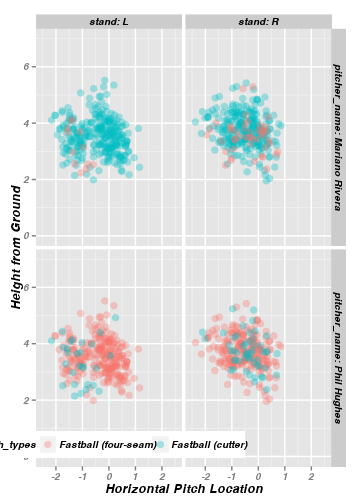 stand: L
stand: R
6
4
2
0
pitcher_name: Mariano Rivera
Height from Ground
4
2
pitcher_name: Phil Hughes
h_types Fastball (four-seam) Fastball (cutter)
-2 -1 0 1 2 -2 -1 0 1 2
Horizontal Pitch Location